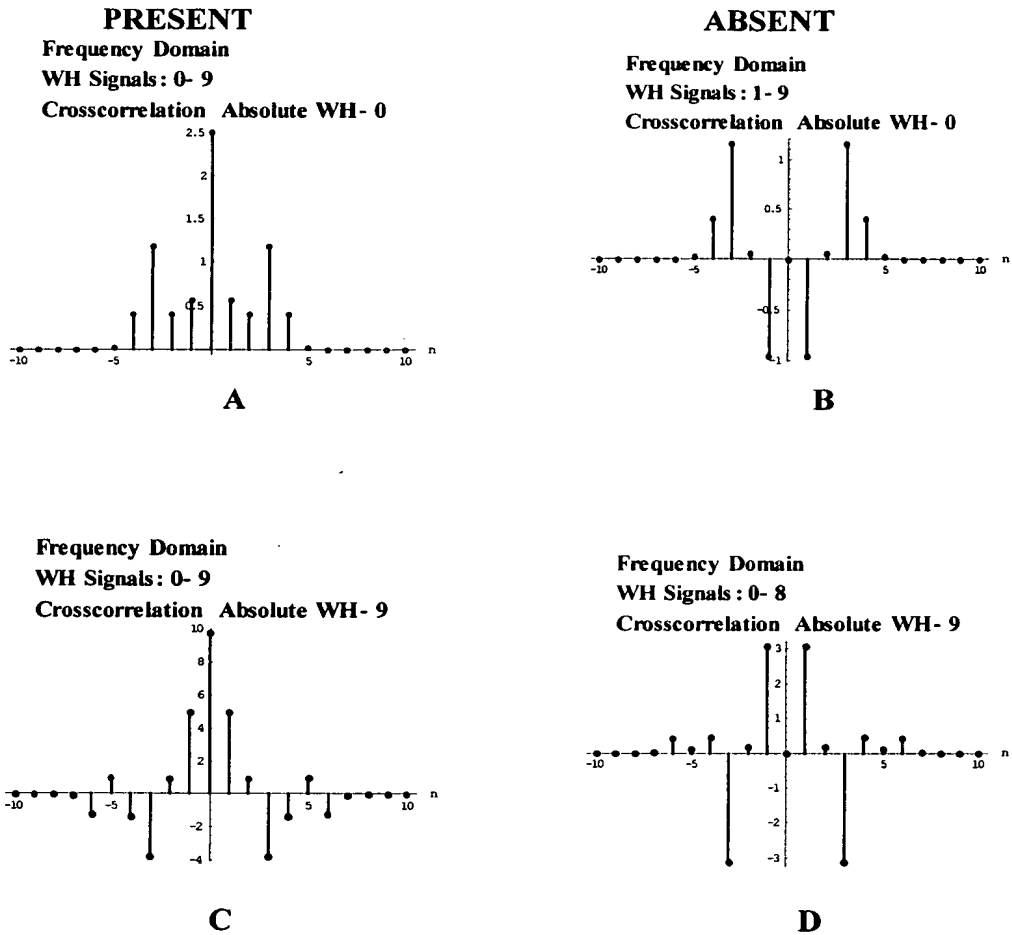 PRESENT
Frequency Domain
WH Signals: 0- 9
Crosscorrelation Absolute WH- 0
2.5
2
1.5
1
0.5
-10
-5
5
10
n
A
ABSENT
Frequency Domain
WH Signals: 1- 9
Crosscorrelation Absolute WH- 0
1
0.5
-10
-5
5
10
n
-0.5
-1
B
Frequency Domain
WH Signals: 0- 9
Crosscorrelation Absolute WH- 9
10
8
6
4
2
-10
-5
5
10
n
-2
-4
C
Frequency Domain
WH Signals: 0- 8
Crosscorrelation Absolute WH- 9
3
2
1
-10
-5
5
10
n
-1
-2
-3
D